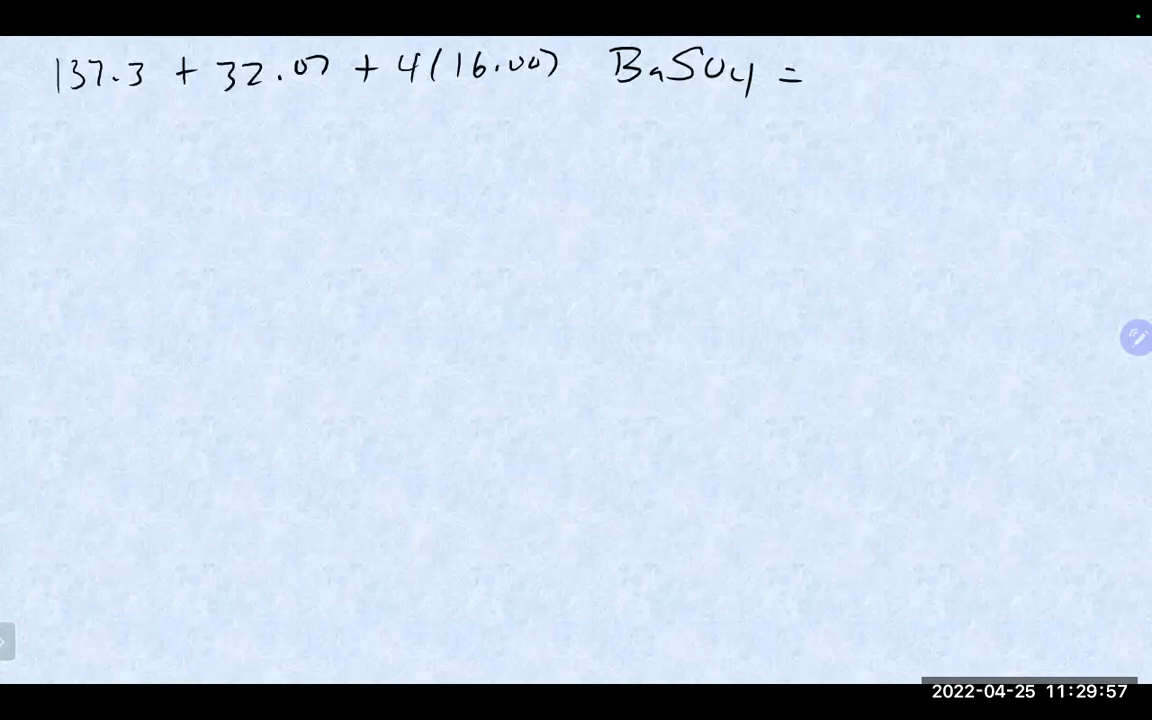 137.3 + 32.07 + 4(16.00) BaSO4 =
2022-04-25 11:29:57